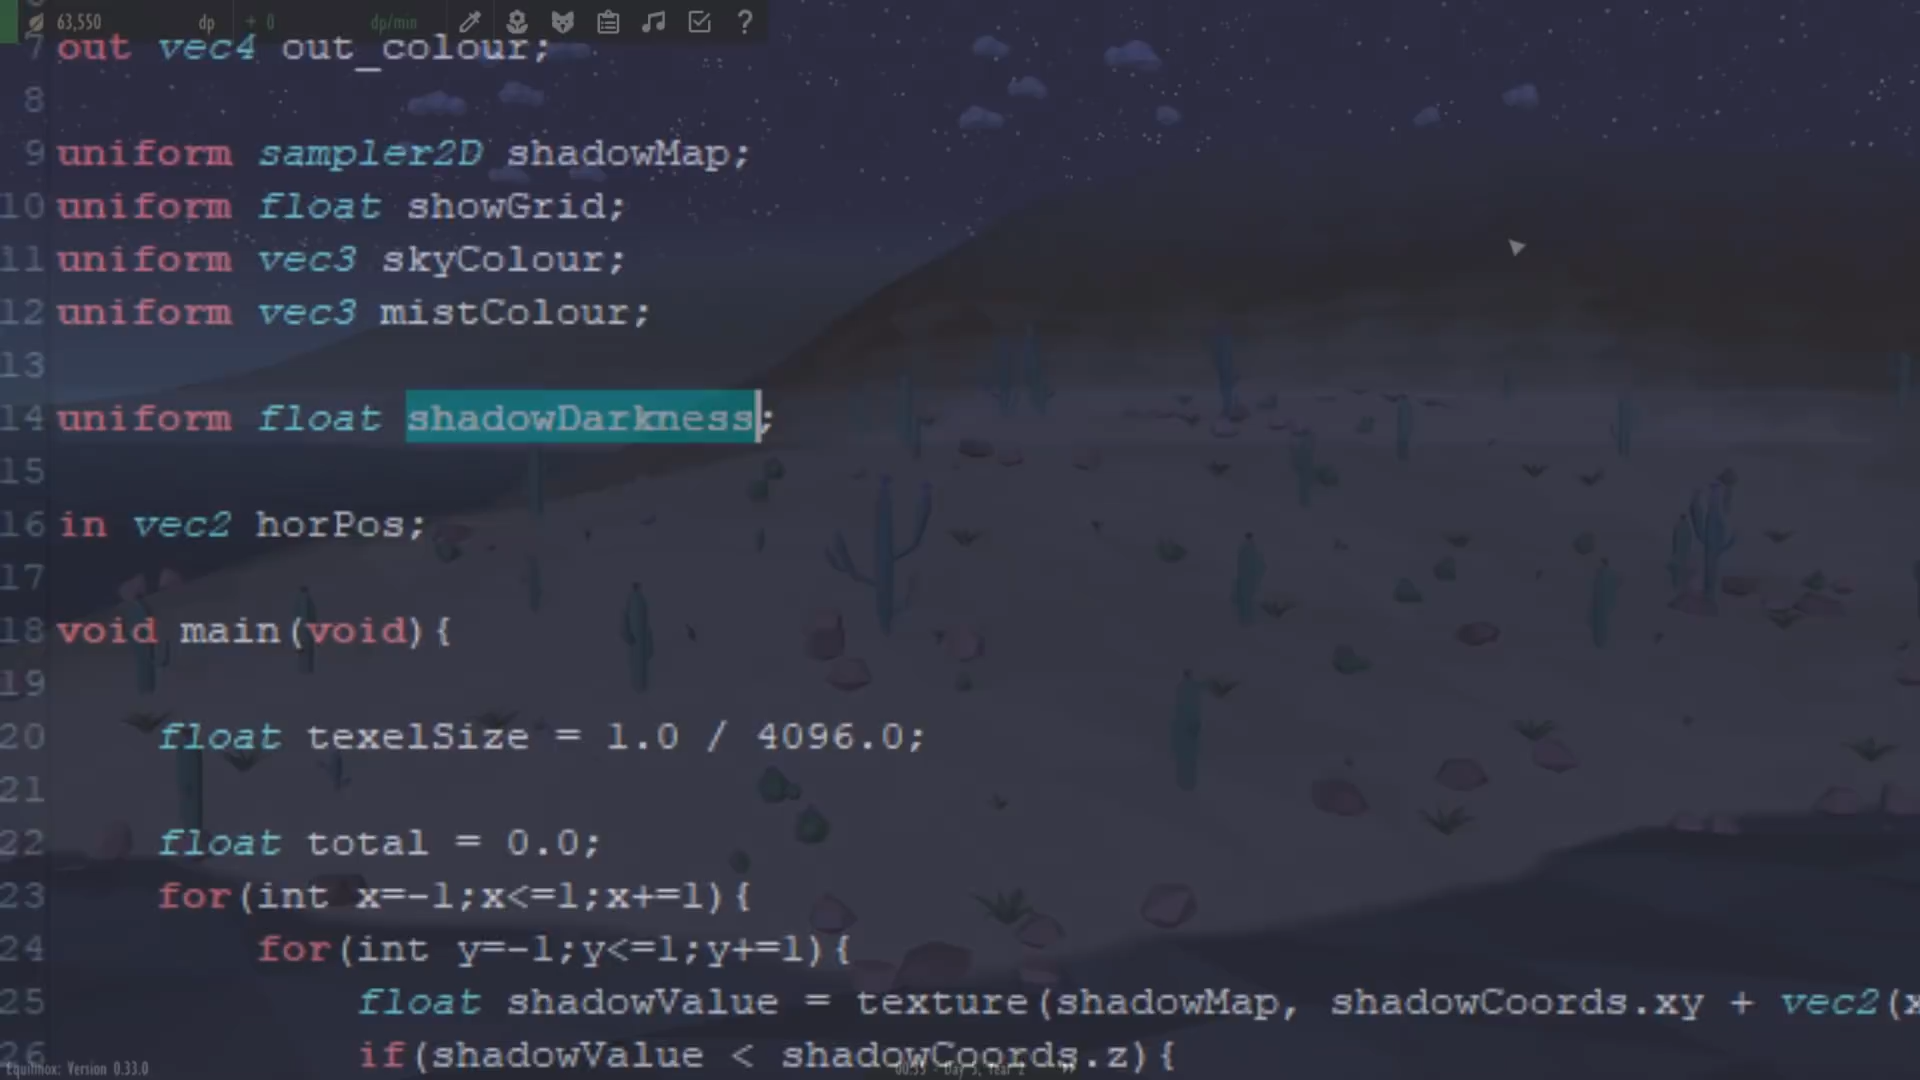 63,550 dp + 0 dp/min ?
7 out vec4 out_colour;
8
9 uniform sampler2D shadowMap;
10 uniform float showGrid;
11 uniform vec3 skyColour;
12 uniform vec3 mistColour;
13
14 uniform float shadowDarkness;
15
16 in vec2 horPos;
17
18 void main(void){
19
20 float texelSize = 1.0 / 4096.0;
21
22 float total = 0.0;
23 for(int x=-1;x<=1;x+=1){
24 for(int y=-1;y<=1;y+=1){
25 float shadowValue = texture(shadowMap, shadowCoords.xy + vec2(x
26 if(shadowValue < shadowCoords.z){
Equilinox: Version 0.33.0